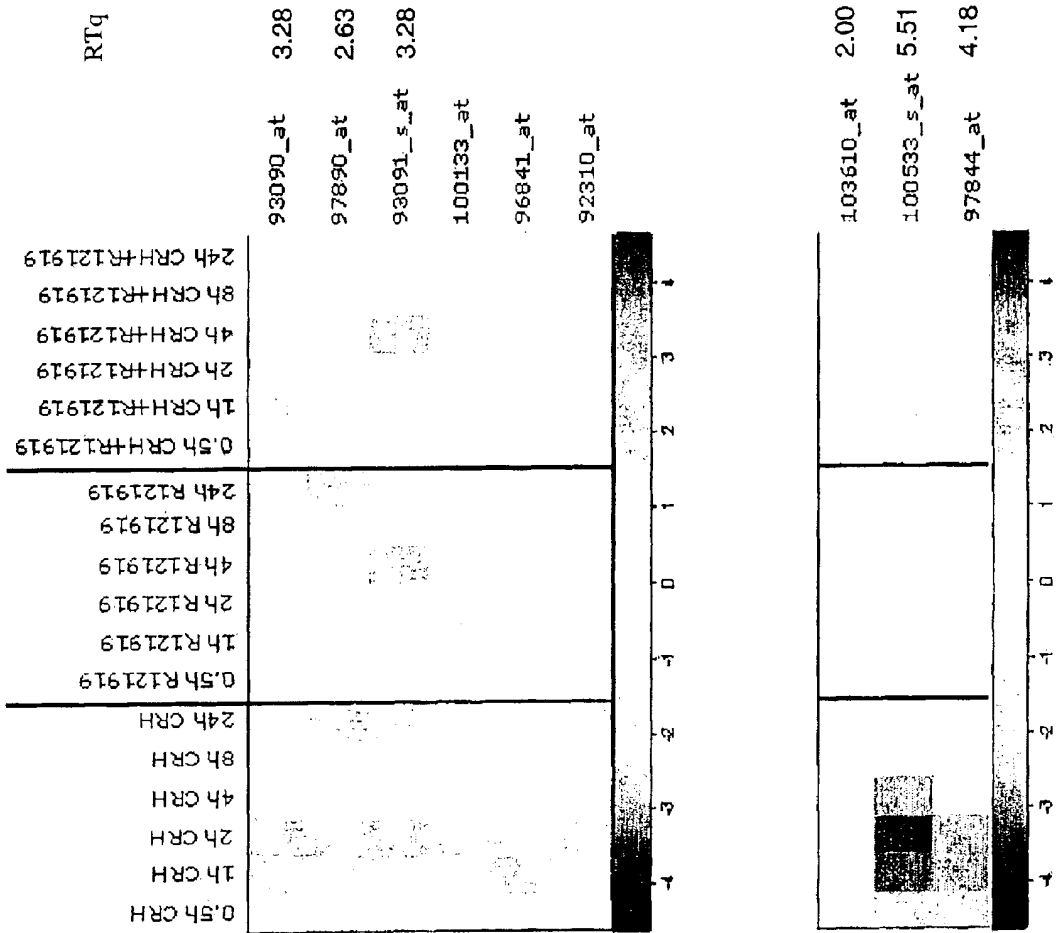 RTq
93090_at 3.28
97890_at 2.63
93091_s_at 3.28
100133_at
96841_at
92310_at
103610_at 2.00
100533_s_at 5.51
97844_at 4.18
24h CRH+R121919
8h CRH+R121919
4h CRH+R121919
2h CRH+R121919
1h CRH+R121919
0.5h CRH+R121919
24h R121919
8h R121919
4h R121919
2h R121919
1h R121919
0.5h R121919
24h CRH
8h CRH
4h CRH
2h CRH
1h CRH
0.5h CRH
-4 -3 -2 -1 0 1 2 3 4
-4 -3 -2 -1 0 1 2 3 4